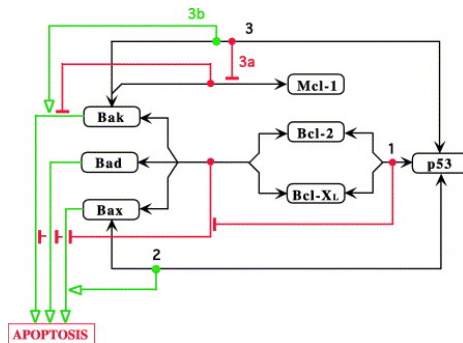 3b
3
3a
Mcl-1
Bak
Bcl-2
1
Bad
p53
Bcl-XL
Bax
2
APOPTOSIS